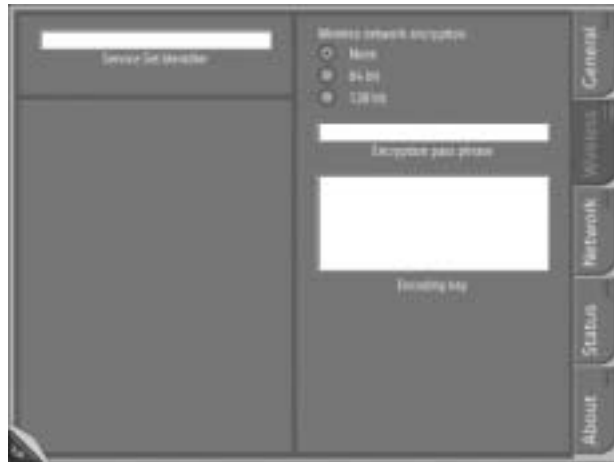 Service Set Identifier
Wireless network encryption
None
64 bit
128 bit
Encryption pass phrase
Encoding key
General
Wireless
Network
Status
About